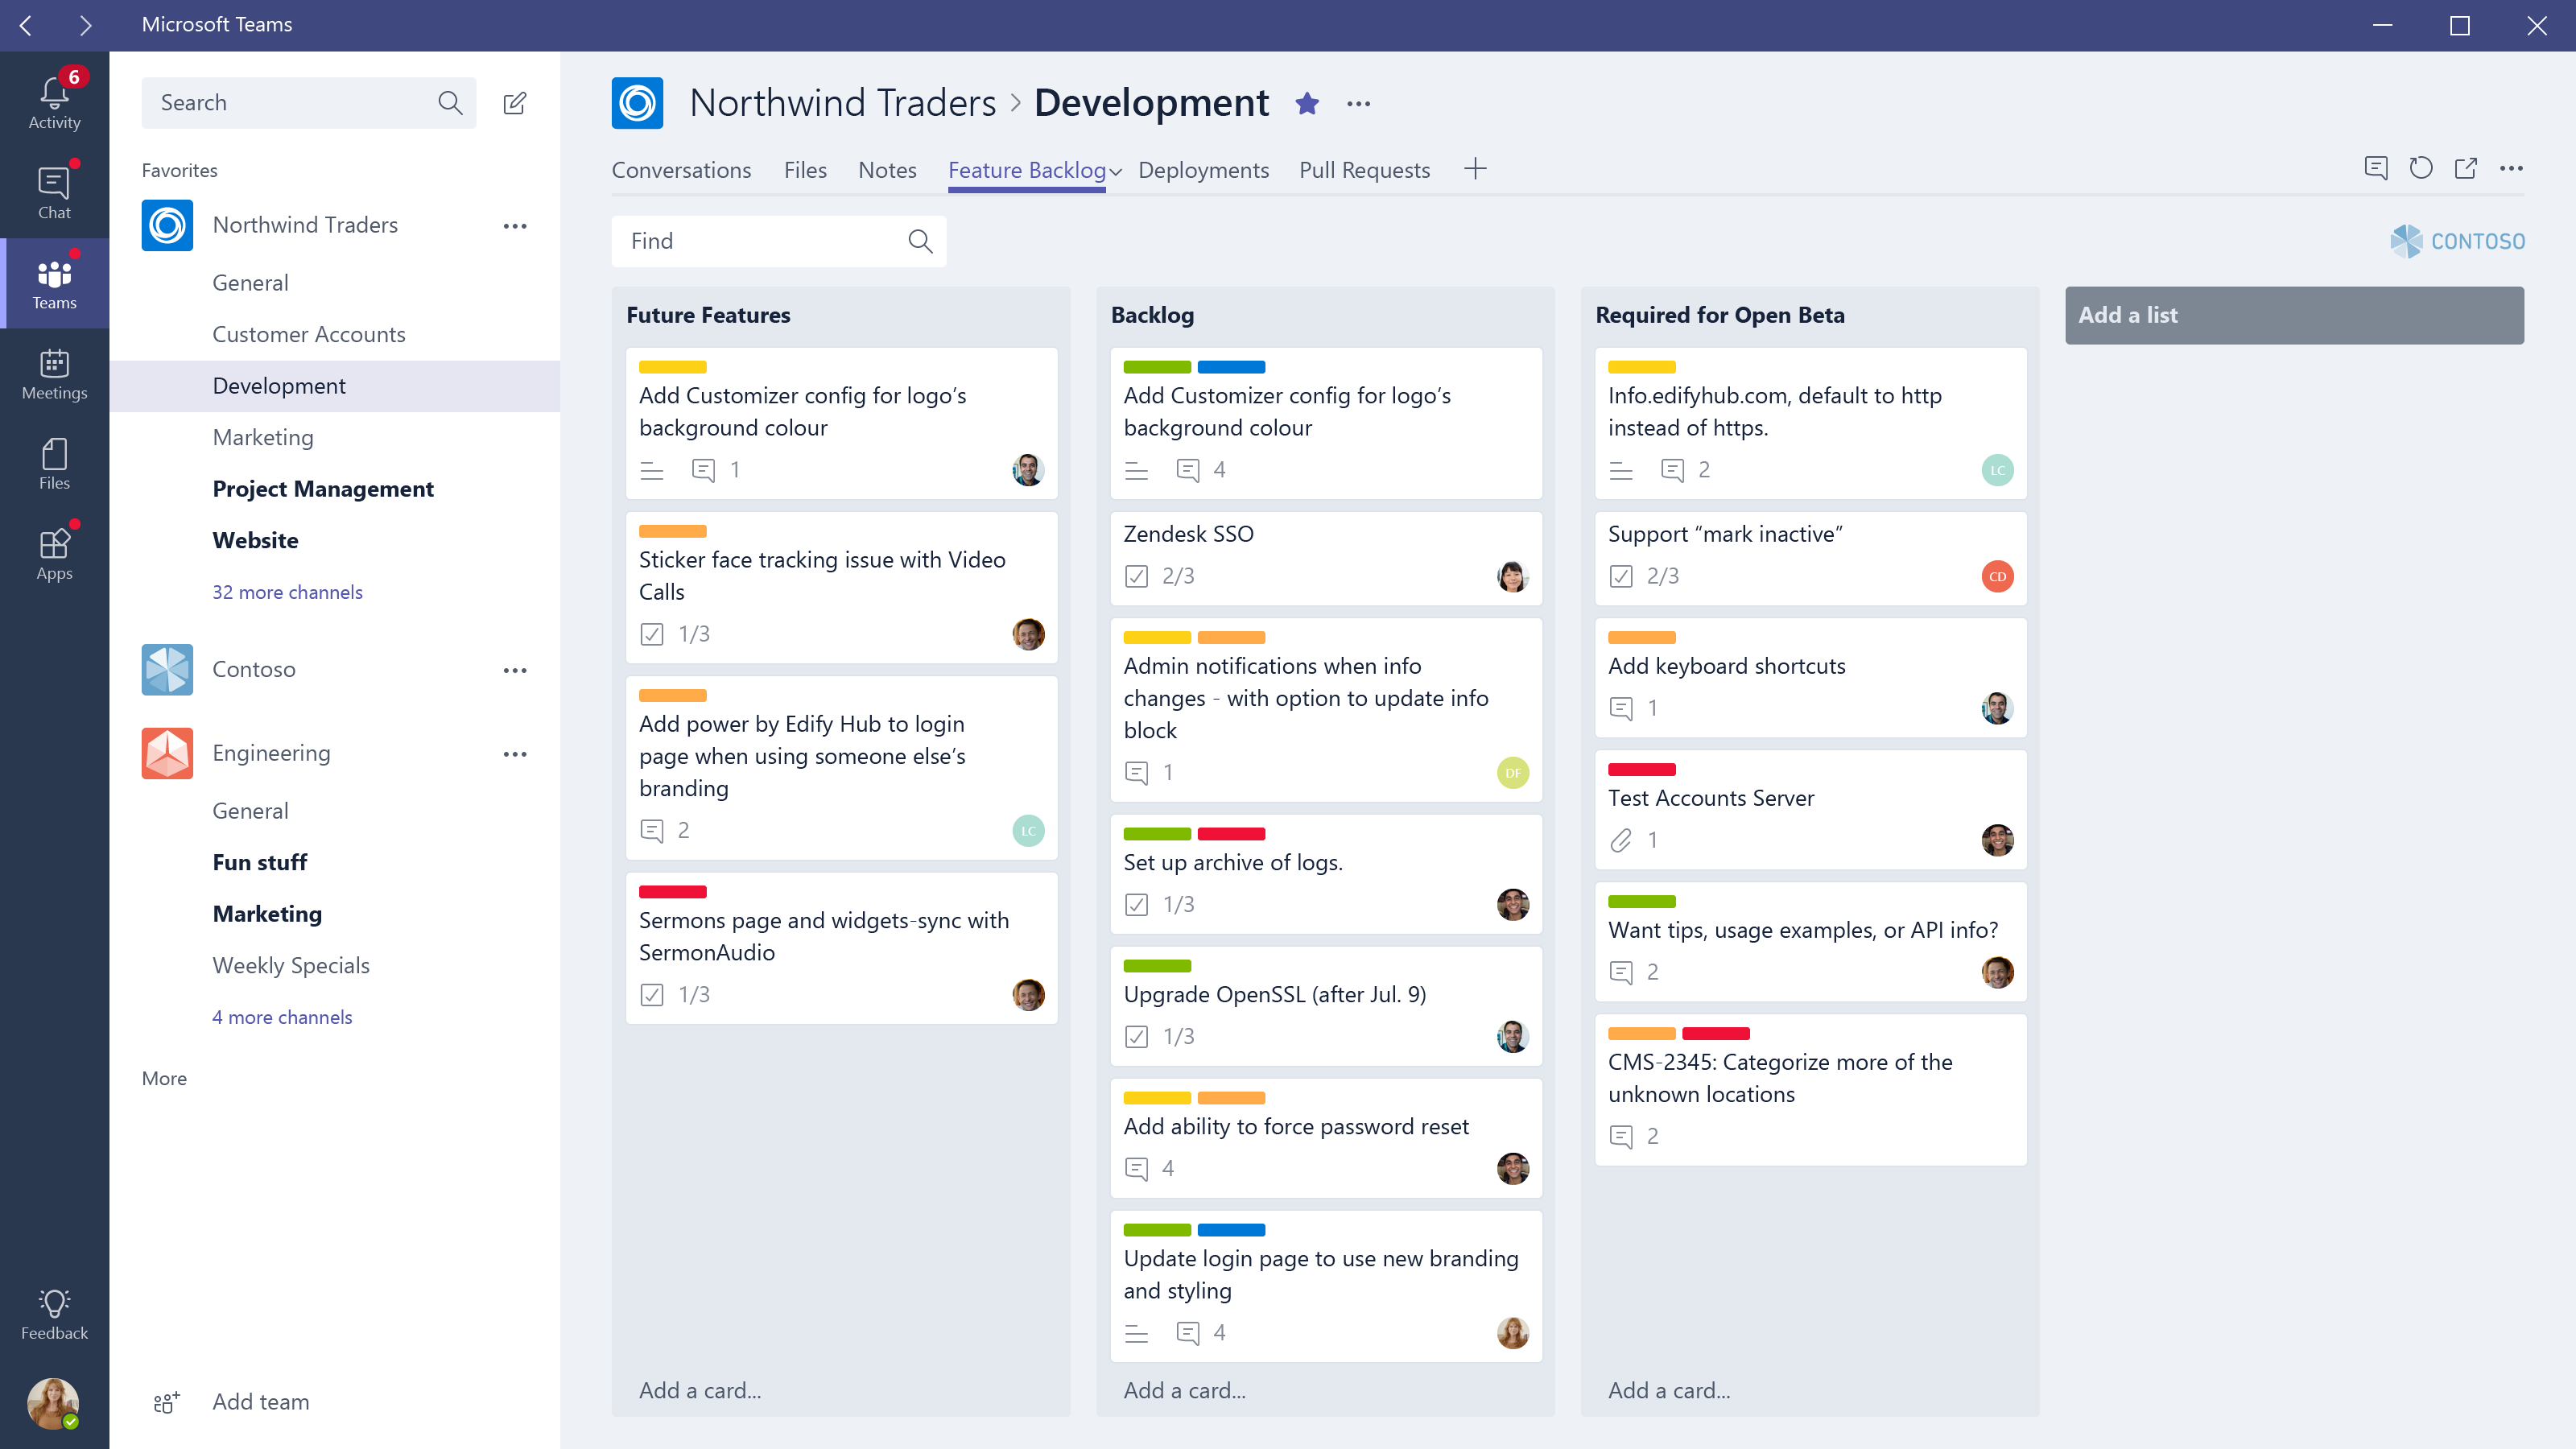 Microsoft Teams
6
Activity
Chat
Teams
Meetings
Files
Apps
Feedback
Search
Favorites
Northwind Traders
General
Customer Accounts
Development
Marketing
Project Management
Website
32 more channels
Contoso
Engineering
General
Fun stuff
Marketing
Weekly Specials
4 more channels
More
Add team
Northwind Traders > Development
Conversations Files Notes Feature Backlog Deployments Pull Requests
Find
CONTOSO
Future Features
Add Customizer config for logo’s
background colour
1
Sticker face tracking issue with Video
Calls
1/3
Add power by Edify Hub to login
page when using someone else’s
branding
2
LC
Sermons page and widgets-sync with
SermonAudio
1/3
Add a card...
Backlog
Add Customizer config for logo’s
background colour
4
Zendesk SSO
2/3
Admin notifications when info
changes - with option to update info
block
1
DF
Set up archive of logs.
1/3
Upgrade OpenSSL (after Jul. 9)
1/3
Add ability to force password reset
4
Update login page to use new branding
and styling
4
Add a card...
Required for Open Beta
Info.edifyhub.com, default to http
instead of https.
2
LC
Support “mark inactive”
2/3
CD
Add keyboard shortcuts
1
Test Accounts Server
1
Want tips, usage examples, or API info?
2
CMS-2345: Categorize more of the
unknown locations
2
Add a card...
Add a list